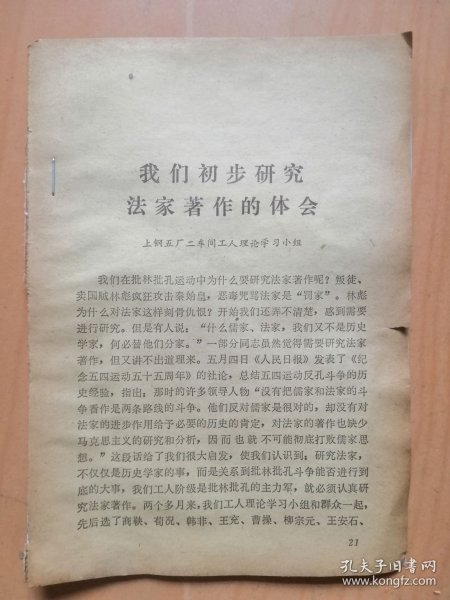 我们初步研究
法家著作的体会
上钢五厂二车间工人理论学习小组
我们在批林批孔运动中为什么要研究法家著作呢？叛徒、
卖国贼林彪疯狂攻击秦始皇，恶毒咒骂法家是“罚家”。林彪
为什么对法家这样刻骨仇恨？开始我们还弄不清楚，感到需要
进行研究。但是有人说：“什么儒家、法家，我们又不是历史
学家，何必替他们分家。”一部分同志虽然觉得需要研究法家
著作，但又讲不出道理来。五月四日《人民日报》发表了《纪
念五四运动五十五周年》的社论，总结五四运动反孔斗争的历
史经验，指出：那时的许多领导人物“没有把儒家和法家的斗
争看作是两条路线的斗争。他们反对儒家是很对的，却没有对
法家的进步作用给予必要的历史的肯定，对法家的著作也缺少
马克思主义的研究和分析，因而也就不可能彻底打败儒家思
想。”这段话给了我们很大启发，使我们认识到：研究法家，
不仅仅是历史学家的事，而是关系到批林批孔斗争能否进行到
底的大事，我们工人阶级是批林批孔的主力军，就必须认真研
究法家著作。两个多月来，我们工人理论学习小组和群众一起，
先后选了商鞅、荀况、韩非、王充、曹操、柳宗元、王安石、
21
孔夫子旧书网
www.kongfz.com